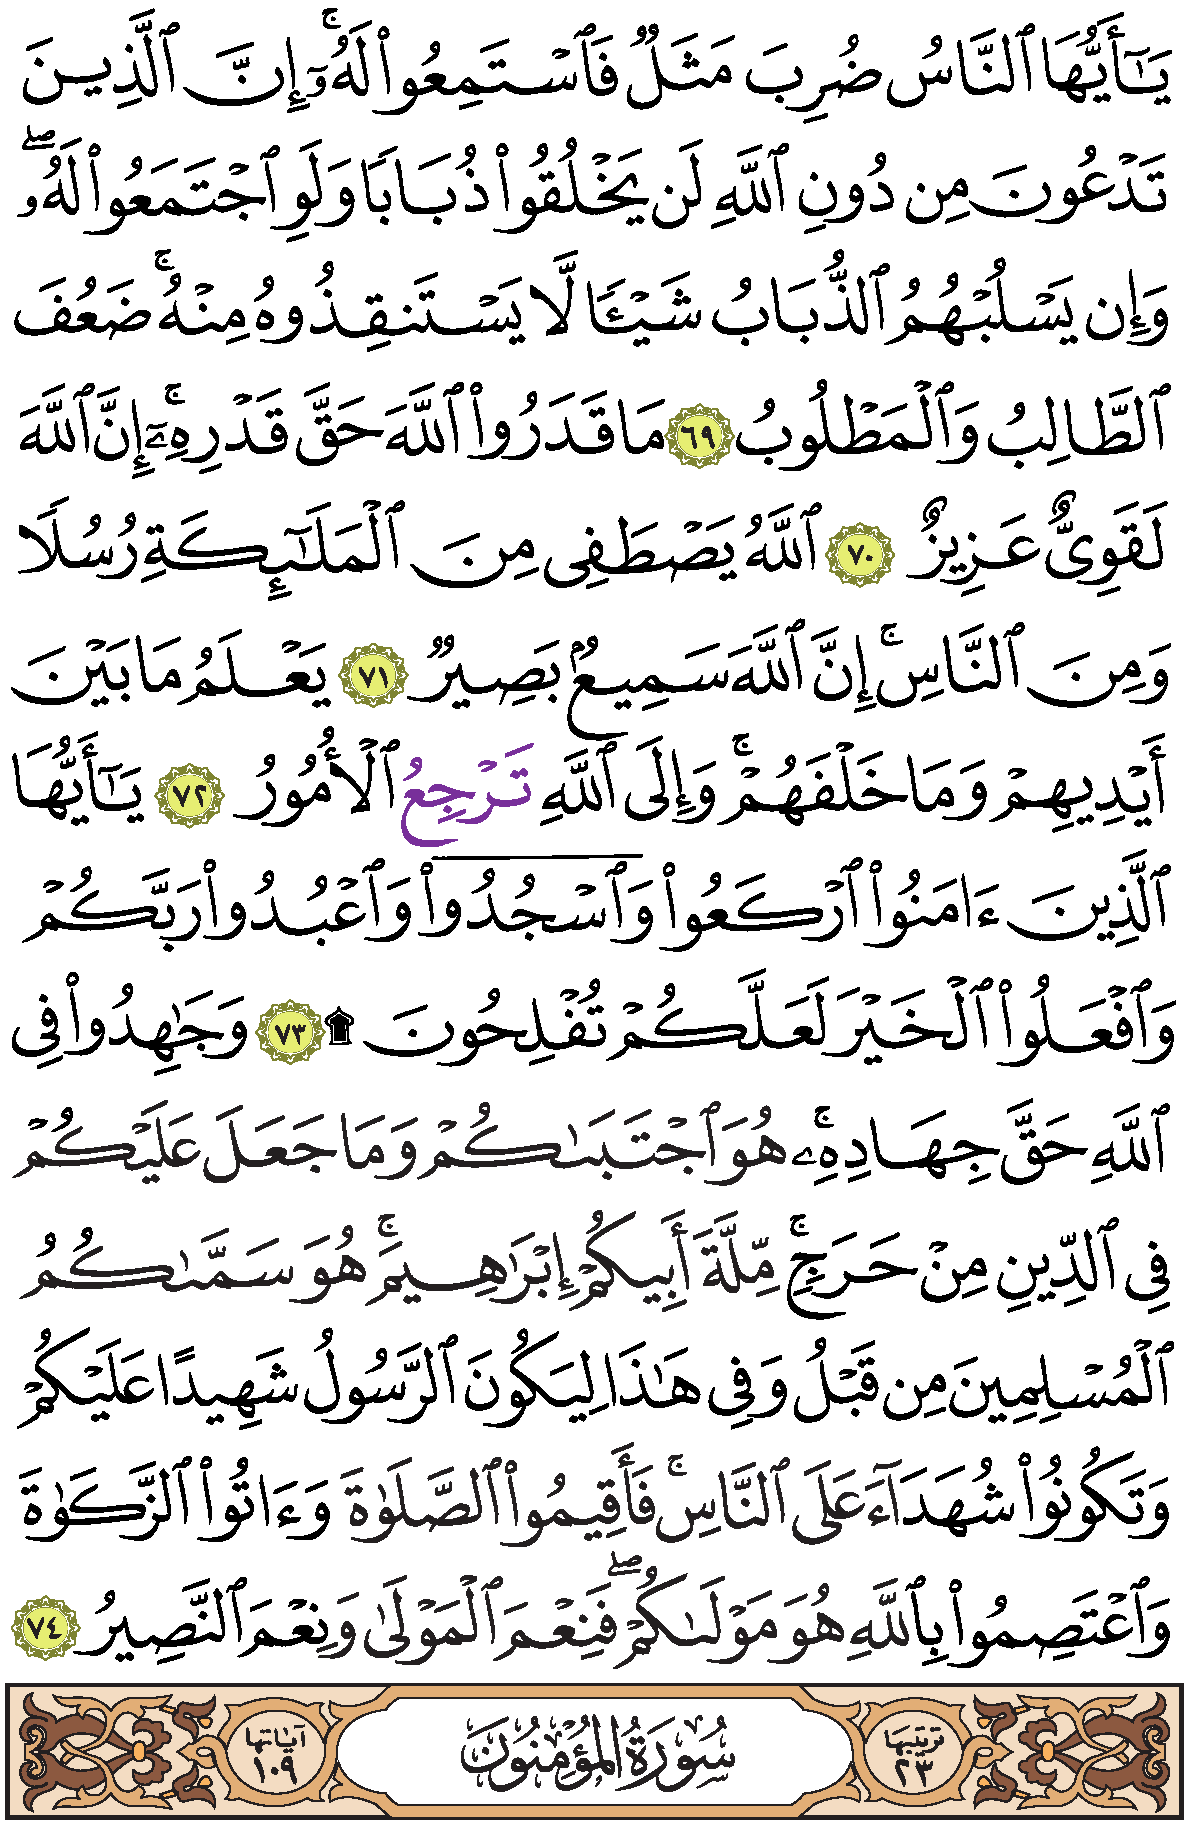 يَٰٓأَيُّهَا ٱلنَّاسُ ضُرِبَ مَثَلٞ فَٱسۡتَمِعُواْ لَهُۥٓۚ إِنَّ ٱلَّذِينَ
تَدۡعُونَ مِن دُونِ ٱللَّهِ لَن يَخۡلُقُواْ ذُبَابٗا وَلَوِ ٱجۡتَمَعُواْ لَهُۥۖ
وَإِن يَسۡلُبۡهُمُ ٱلذُّبَابُ شَيۡـٔٗا لَّا يَسۡتَنقِذُوهُ مِنۡهُۚ ضَعُفَ
ٱلطَّالِبُ وَٱلۡمَطۡلُوبُ ٦٩ مَا قَدَرُواْ ٱللَّهَ حَقَّ قَدۡرِهِۦٓۚ إِنَّ ٱللَّهَ
لَقَوِيٌّ عَزِيزٌ ٧٠ ٱللَّهُ يَصۡطَفِي مِنَ ٱلۡمَلَٰٓئِكَةِ رُسُلٗا
وَمِنَ ٱلنَّاسِۚ إِنَّ ٱللَّهَ سَمِيعُۢ بَصِيرٞ ٧١ يَعۡلَمُ مَا بَيۡنَ
أَيۡدِيهِمۡ وَمَا خَلۡفَهُمۡۚ وَإِلَى ٱللَّهِ تَرۡجِعُ ٱلۡأُمُورُ ٧٢ يَٰٓأَيُّهَا
ٱلَّذِينَ ءَامَنُواْ ٱرۡكَعُواْ وَٱسۡجُدُواْ وَٱعۡبُدُواْ رَبَّكُمۡ
وَٱفۡعَلُواْ ٱلۡخَيۡرَ لَعَلَّكُمۡ تُفۡلِحُونَ ۩ ٧٣ وَجَٰهِدُواْ فِي
ٱللَّهِ حَقَّ جِهَادِهِۦۚ هُوَ ٱجۡتَبَىٰكُمۡ وَمَا جَعَلَ عَلَيۡكُمۡ
فِي ٱلدِّينِ مِنۡ حَرَجٖۚ مِّلَّةَ أَبِيكُمۡ إِبۡرَٰهِيمَۚ هُوَ سَمَّىٰكُمُ
ٱلۡمُسۡلِمِينَ مِن قَبۡلُ وَفِي هَٰذَا لِيَكُونَ ٱلرَّسُولُ شَهِيدًا عَلَيۡكُمۡ
وَتَكُونُواْ شُهَدَآءَ عَلَى ٱلنَّاسِۚ فَأَقِيمُواْ ٱلصَّلَوٰةَ وَءَاتُواْ ٱلزَّكَوٰةَ
وَٱعۡتَصِمُواْ بِٱللَّهِ هُوَ مَوۡلَىٰكُمۡۖ فَنِعۡمَ ٱلۡمَوۡلَىٰ وَنِعۡمَ ٱلنَّصِيرُ ٧٤
ترتيبها ٢٣ سُورَةُ المُؤۡمِنُونَ آياتها ١٠٩